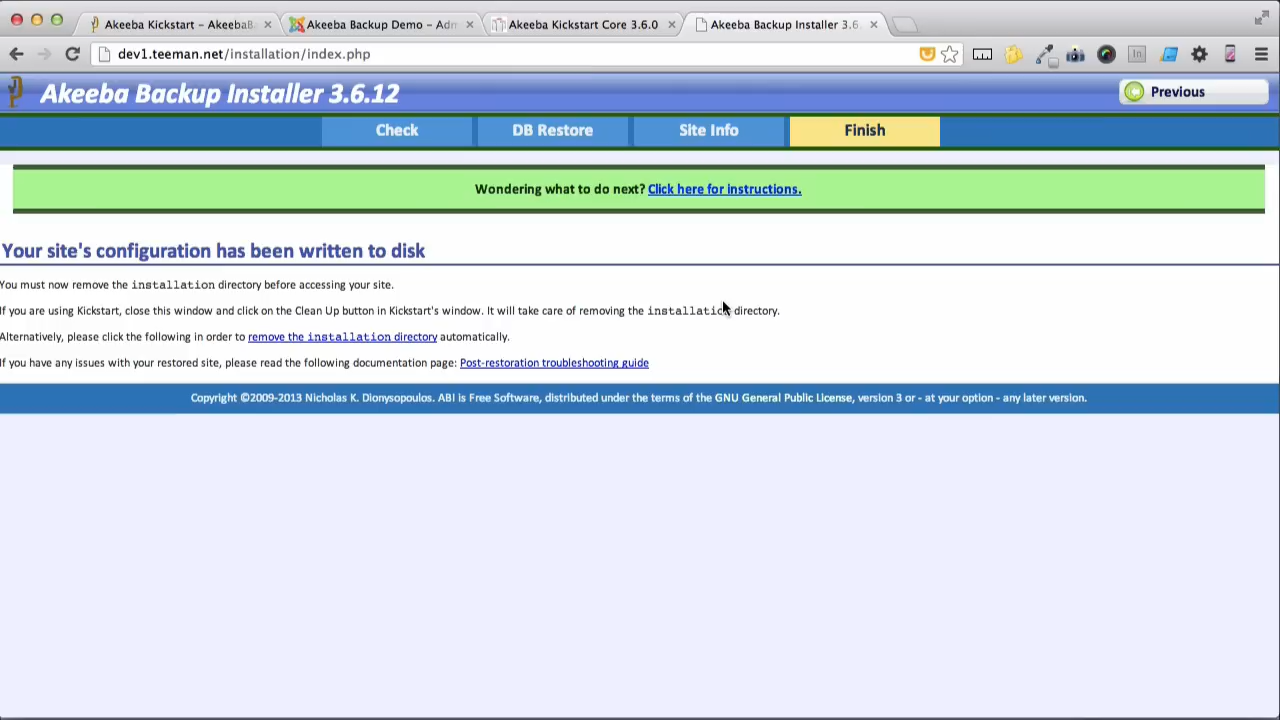 Akeeba Kickstart – AkeebaB
Akeeba Backup Demo – Adm
Akeeba Kickstart Core 3.6.0
Akeeba Backup Installer 3.6
dev1.teeman.net/installation/index.php
Akeeba Backup Installer 3.6.12
Previous
Check
DB Restore
Site Info
Finish
Wondering what to do next? Click here for instructions.
Your site's configuration has been written to disk
You must now remove the installation directory before accessing your site.
If you are using Kickstart, close this window and click on the Clean Up button in Kickstart's window. It will take care of removing the installation directory.
Alternatively, please click the following in order to remove the installation directory automatically.
If you have any issues with your restored site, please read the following documentation page: Post-restoration troubleshooting guide
Copyright ©2009-2013 Nicholas K. Dionysopoulos. ABI is Free Software, distributed under the terms of the GNU General Public License, version 3 or - at your option - any later version.